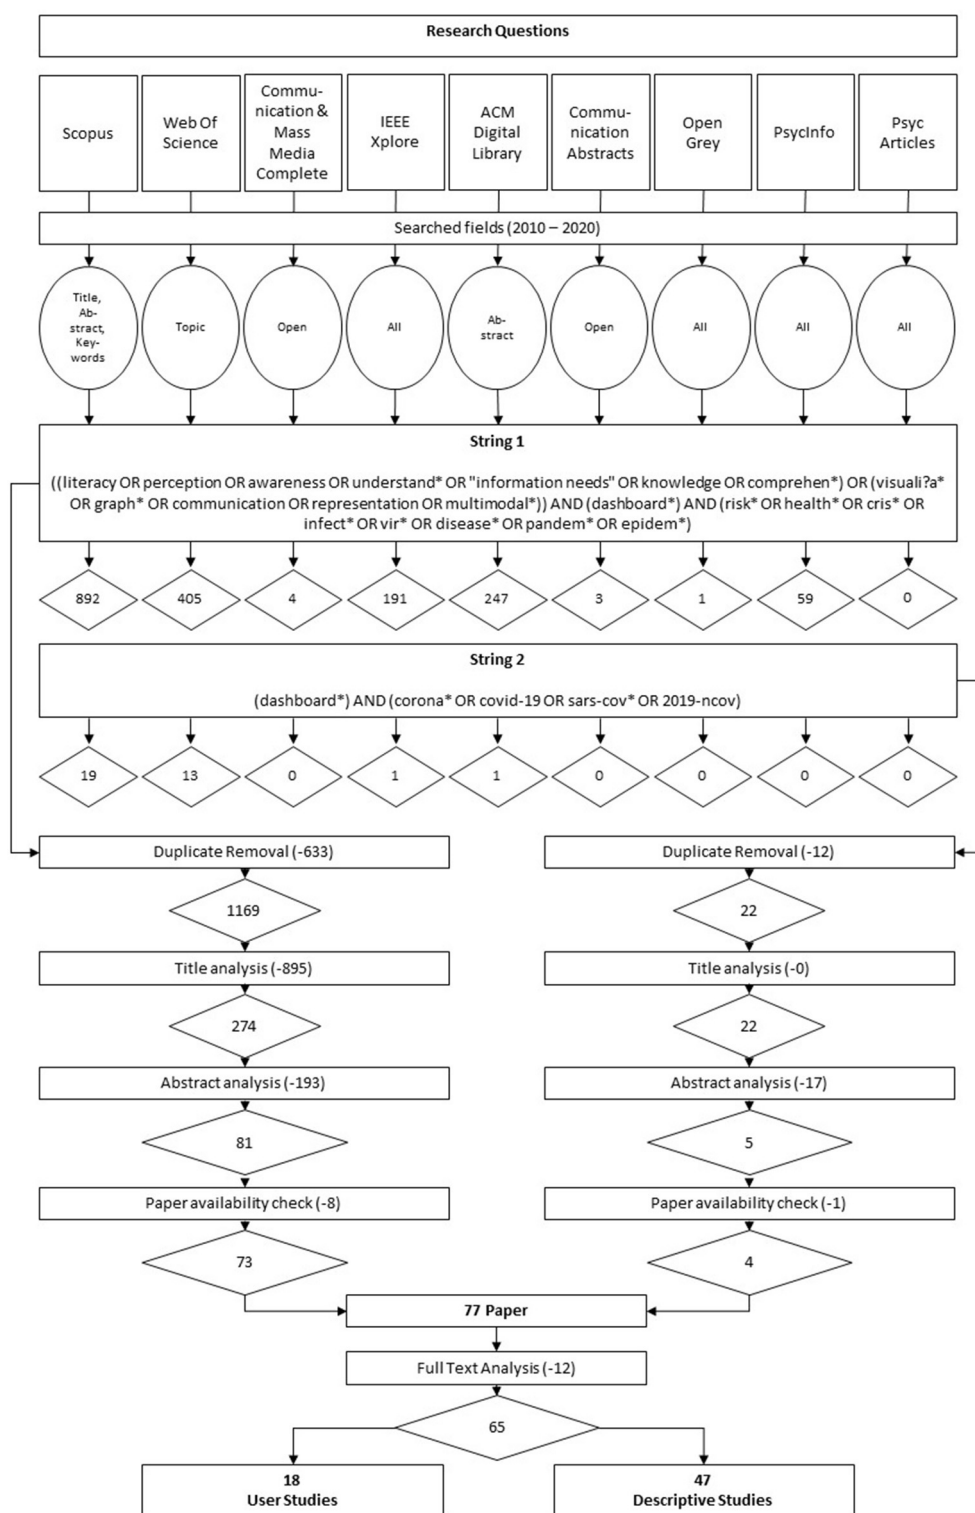 Research Questions
Scopus
Web Of
Science
Commu-
nication &
Mass
Media
Complete
IEEE
Xplore
ACM
Digital
Library
Commu-
nication
Abstracts
Open
Grey
PsycInfo
Psyc
Articles
Searched fields (2010 – 2020)
Title,
Ab-
stract,
Key-
words
Topic
Open
All
Ab-
stract
Open
All
All
All
String 1
((literacy OR perception OR awareness OR understand* OR "information needs" OR knowledge OR comprehen*) OR (visuali?a*
OR graph* OR communication OR representation OR multimodal*)) AND (dashboard*) AND (risk* OR health* OR cris* OR
infect* OR vir* OR disease* OR pandem* OR epidem*)
892
405
4
191
247
3
1
59
0
String 2
(dashboard*) AND (corona* OR covid-19 OR sars-cov* OR 2019-ncov)
19
13
0
1
1
0
0
0
0
Duplicate Removal (-633)
Duplicate Removal (-12)
1169
22
Title analysis (-895)
Title analysis (-0)
274
22
Abstract analysis (-193)
Abstract analysis (-17)
81
5
Paper availability check (-8)
Paper availability check (-1)
73
4
77 Paper
Full Text Analysis (-12)
65
18
User Studies
47
Descriptive Studies